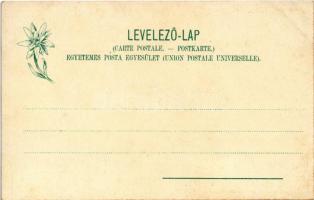 LEVELEZŐ-LAP
(CARTE POSTALE. — POSTKARTE.)
EGYETEMES POSTA EGYESÜLET (UNION POSTALE UNIVERSELLE).